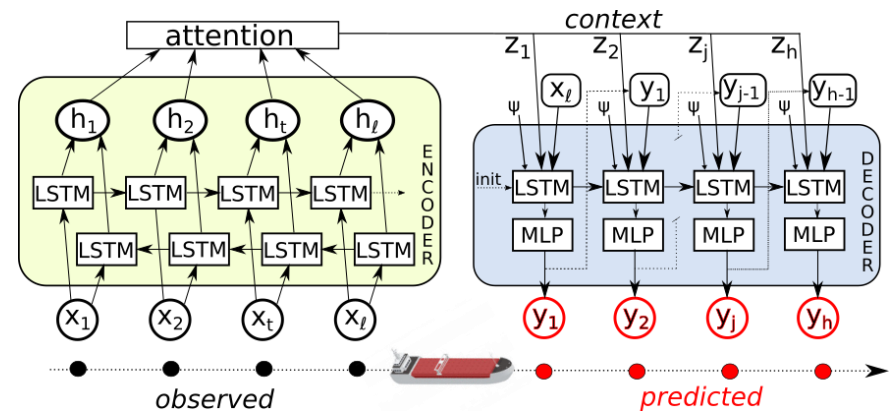 context
attention
z1 z2 zj zh
xℓ y1 yj-1 yh-1
ψ ψ ψ ψ
h1 h2 ht hℓ
ENCODER
DECODER
init
LSTM LSTM LSTM LSTM
LSTM LSTM LSTM LSTM
LSTM LSTM LSTM LSTM
MLP MLP MLP MLP
x1 x2 xt xℓ
y1 y2 yj yh
observed
predicted